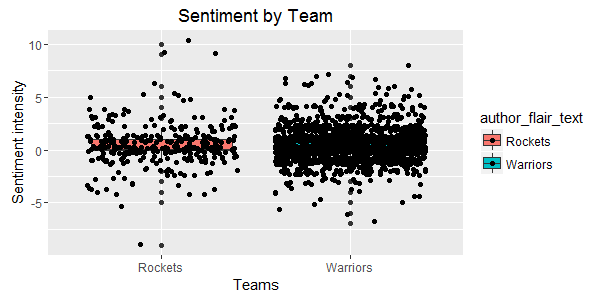 Sentiment by Team
Sentiment intensity
10
5
0
-5
Rockets
Warriors
Teams
author_flair_text
Rockets
Warriors